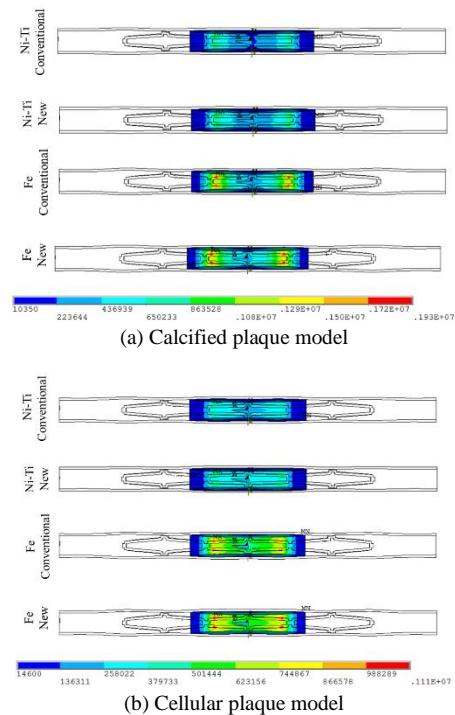 Ni-Ti
Conventional
Ni-Ti
New
Fe
Conventional
Fe
New
10350 436939 863528 .129E+07 .172E+07
223644 650233 .108E+07 .150E+07 .193E+07
(a) Calcified plaque model
Ni-Ti
Conventional
Ni-Ti
New
Fe
Conventional
MN
Fe
New
MN
14600 258022 501444 744867 988289
136311 379733 623156 866578 .111E+07
(b) Cellular plaque model